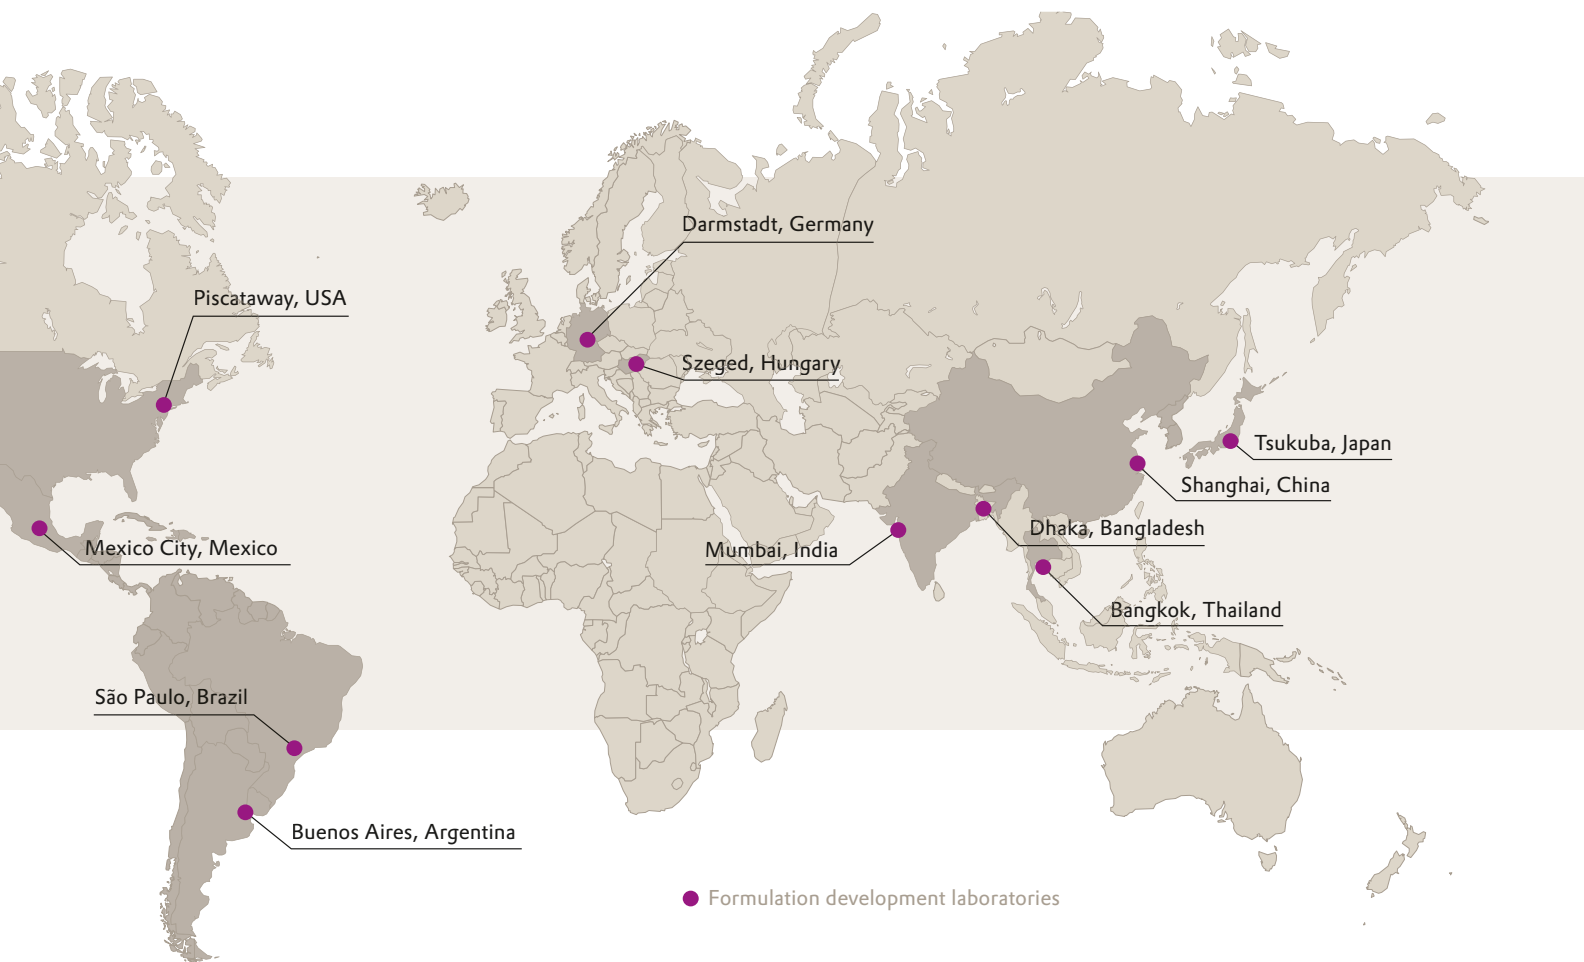 Darmstadt, Germany
Piscataway, USA
Szeged, Hungary
Tsukuba, Japan
Shanghai, China
Dhaka, Bangladesh
Mexico City, Mexico
Mumbai, India
Bangkok, Thailand
São Paulo, Brazil
Buenos Aires, Argentina
Formulation development laboratories